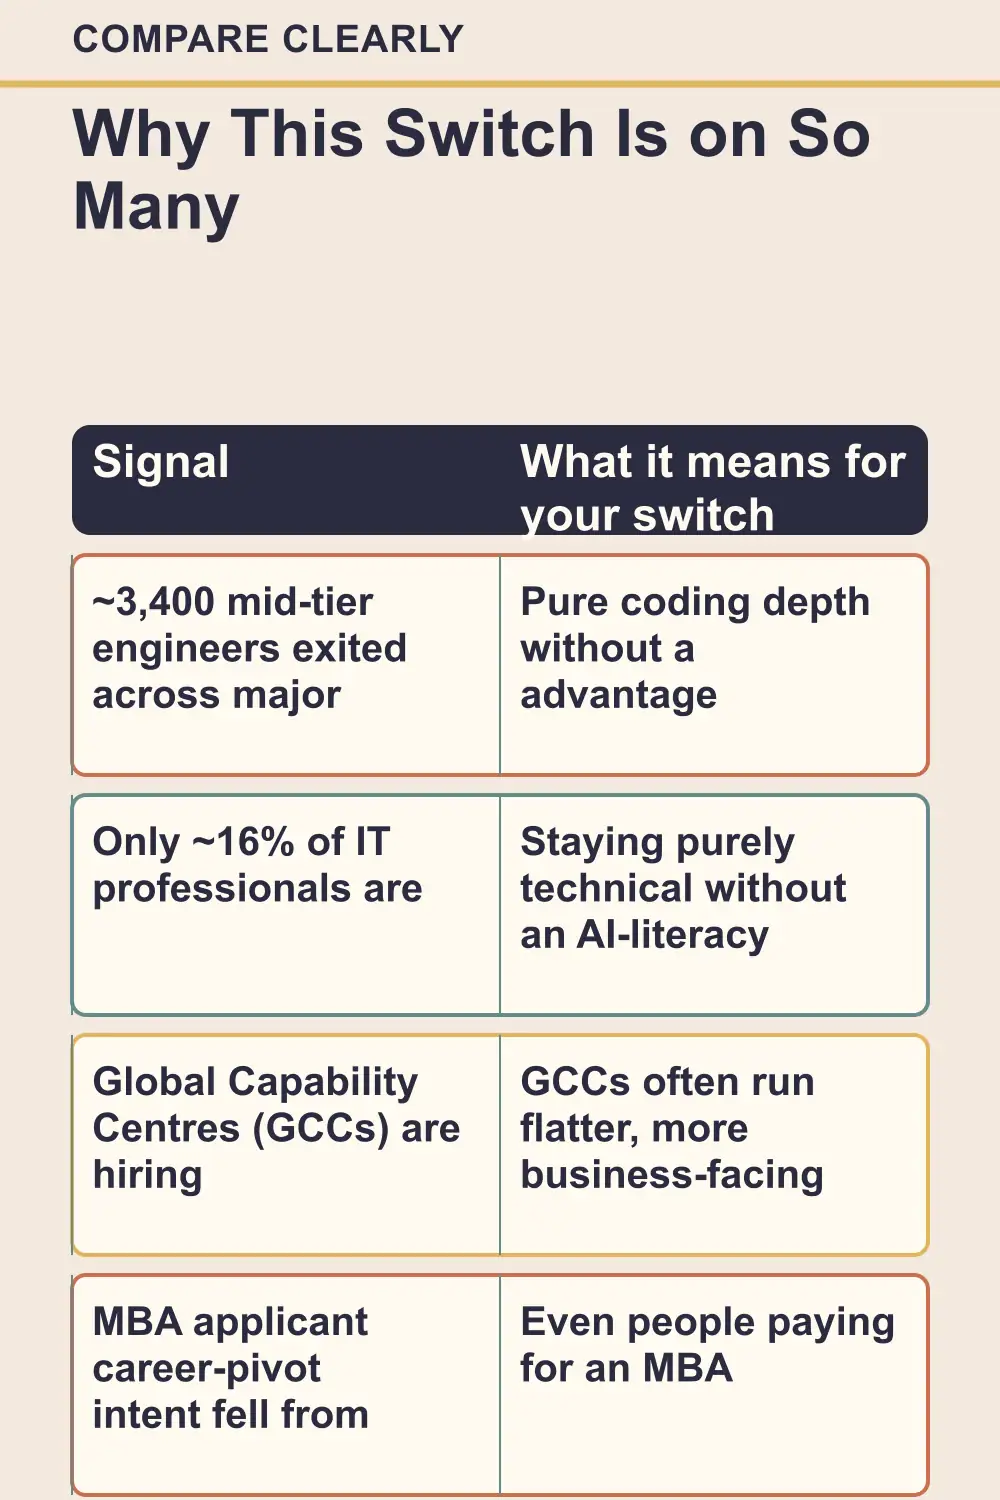 COMPARE CLEARLY
Why This Switch Is on So
Many
Signal
What it means for
your switch
~3,400 mid-tier
engineers exited
across major
Pure coding depth
without a
advantage
Only ~16% of IT
professionals are
Staying purely
technical without
an AI-literacy
Global Capability
Centres (GCCs) are
hiring
GCCs often run
flatter, more
business-facing
MBA applicant
career-pivot
intent fell from
Even people paying
for an MBA